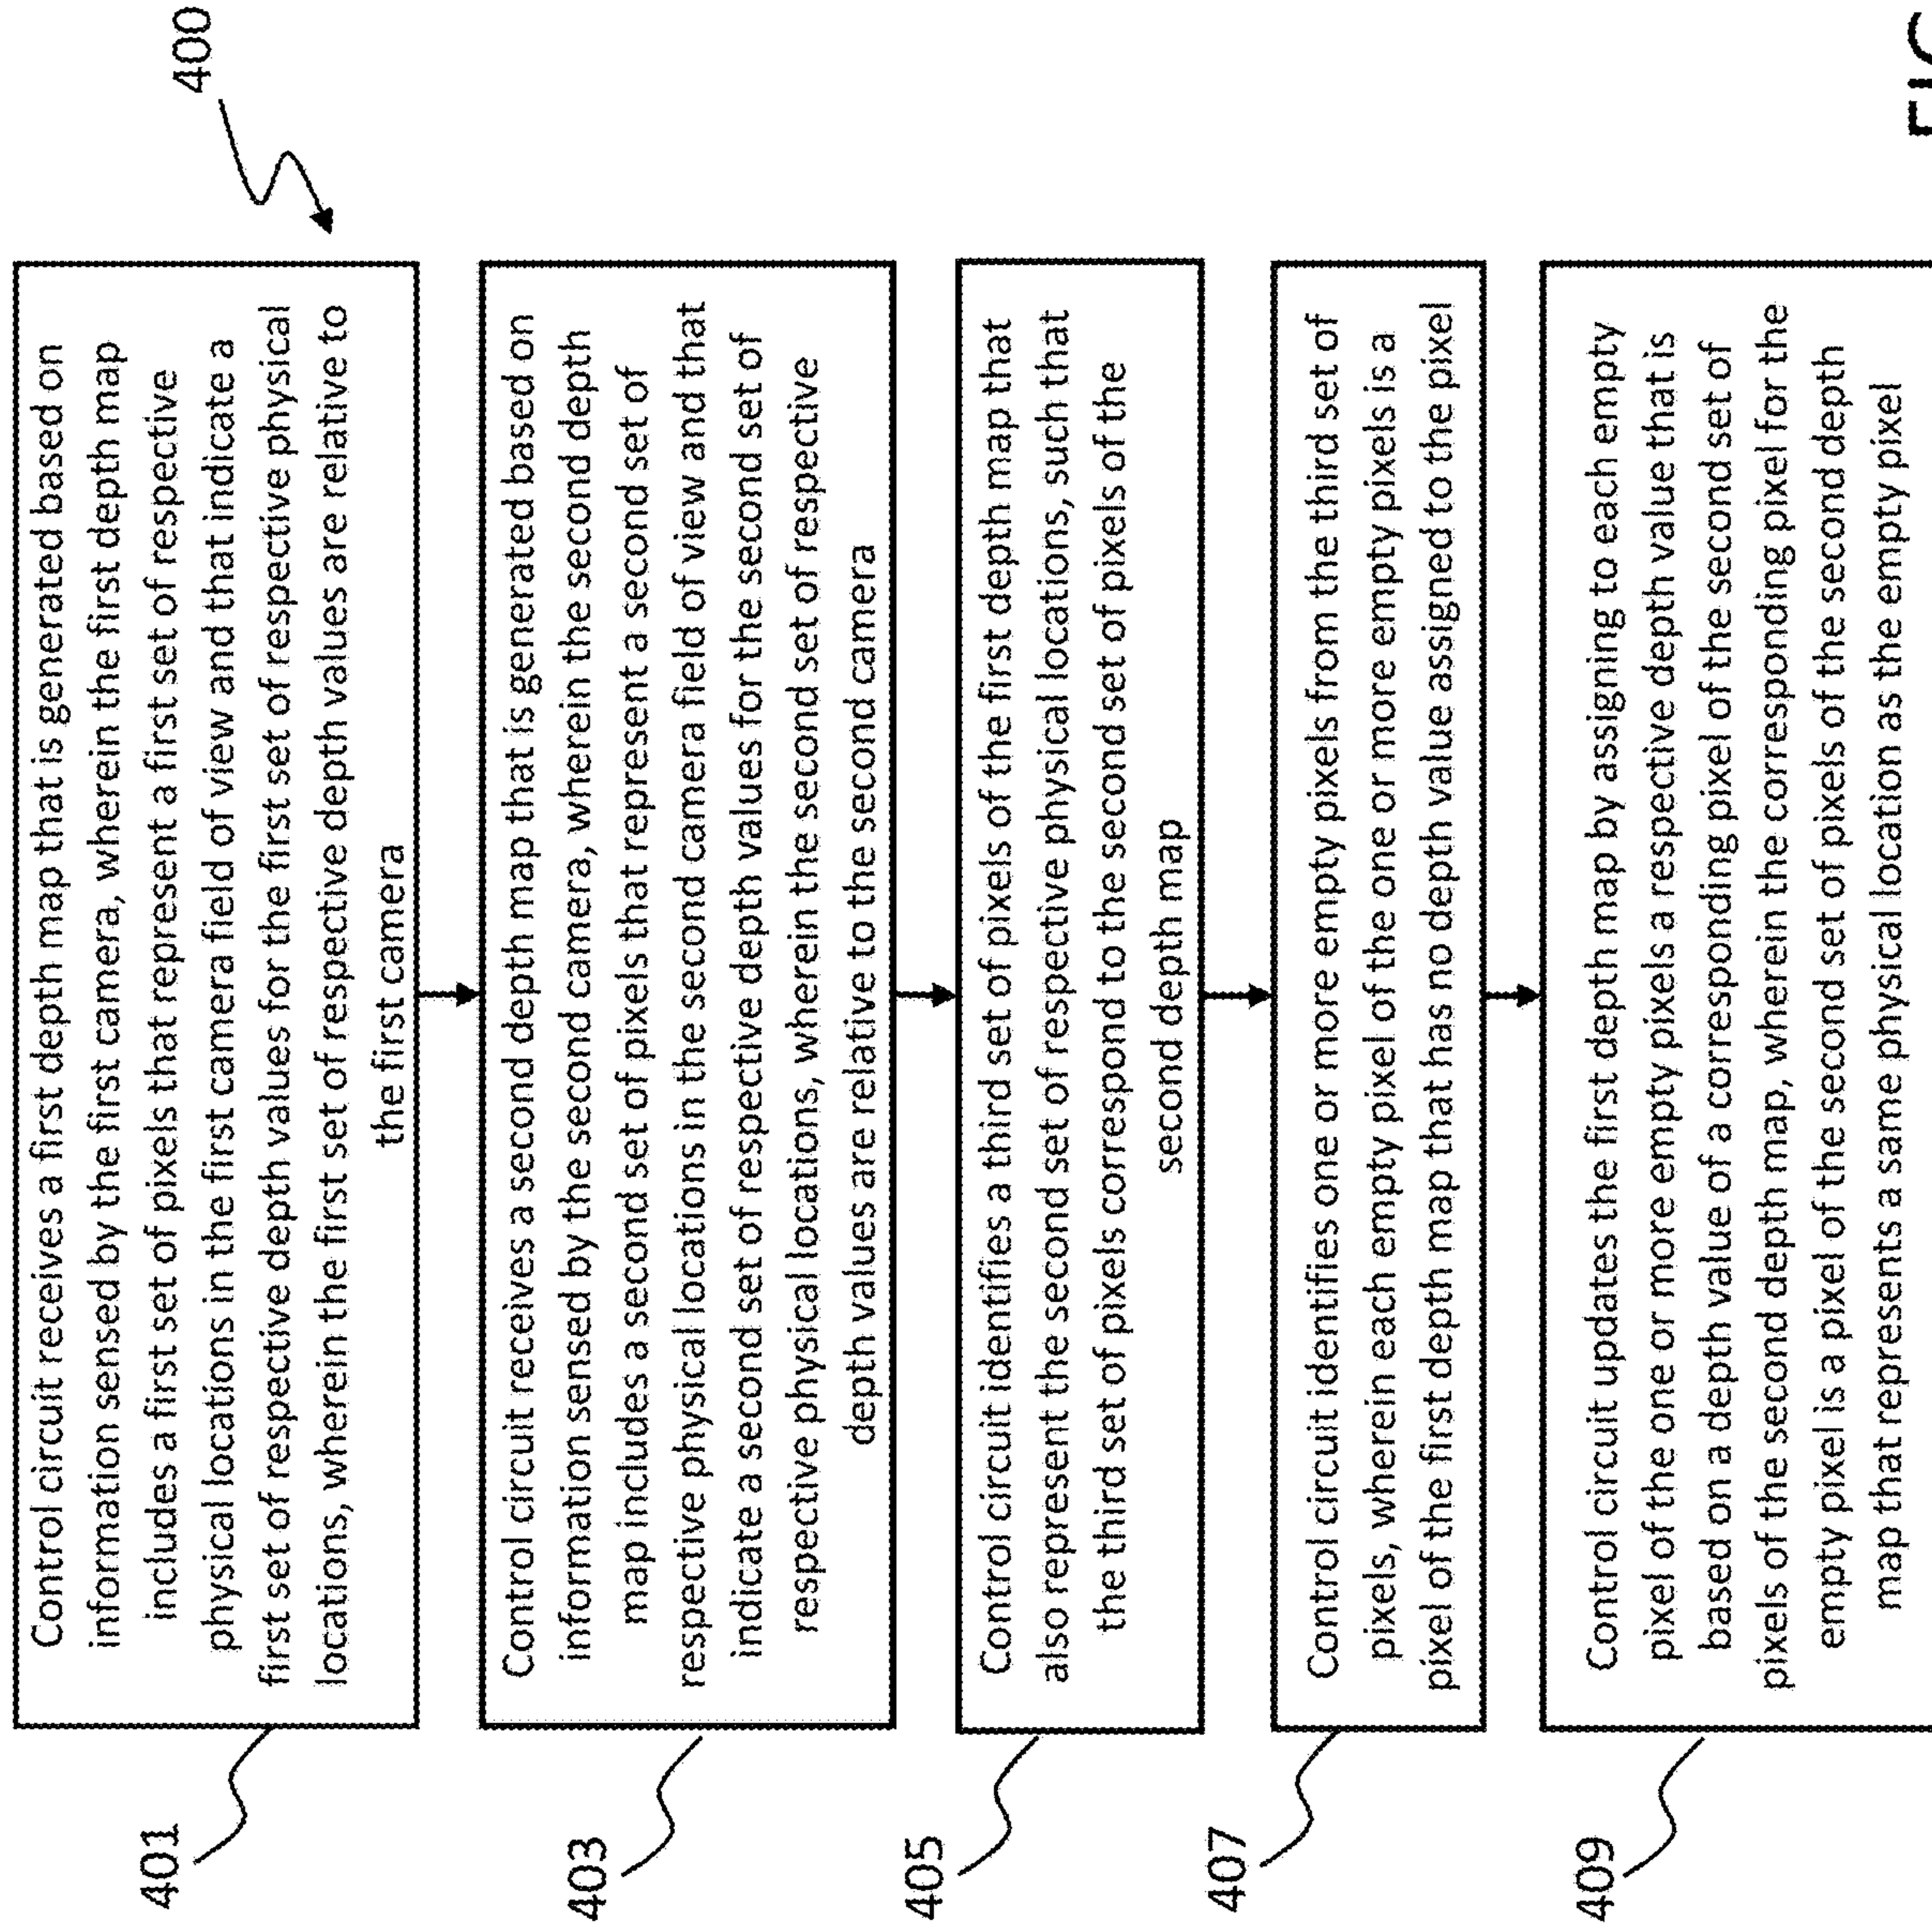 400
401
Control circuit receives a first depth map that is generated based on
information sensed by the first camera, wherein the first depth map
includes a first set of pixels that represent a first set of respective
physical locations in the first camera field of view and that indicate a
first set of respective depth values for the first set of respective physical
locations, wherein the first set of respective depth values are relative to
the first camera
403
Control circuit receives a second depth map that is generated based on
information sensed by the second camera, wherein the second depth
map includes a second set of pixels that represent a second set of
respective physical locations in the second camera field of view and that
indicate a second set of respective depth values for the second set of
respective physical locations, wherein the second set of respective
depth values are relative to the second camera
405
Control circuit identifies a third set of pixels of the first depth map that
also represent the second set of respective physical locations, such that
the third set of pixels correspond to the second set of pixels of the
second depth map
407
Control circuit identifies one or more empty pixels from the third set of
pixels, wherein each empty pixel of the one or more empty pixels is a
pixel of the first depth map that has no depth value assigned to the pixel
409
Control circuit updates the first depth map by assigning to each empty
pixel of the one or more empty pixels a respective depth value that is
based on a depth value of a corresponding pixel of the second set of
pixels of the second depth map, wherein the corresponding pixel for the
empty pixel is a pixel of the second set of pixels of the second depth
map that represents a same physical location as the empty pixel